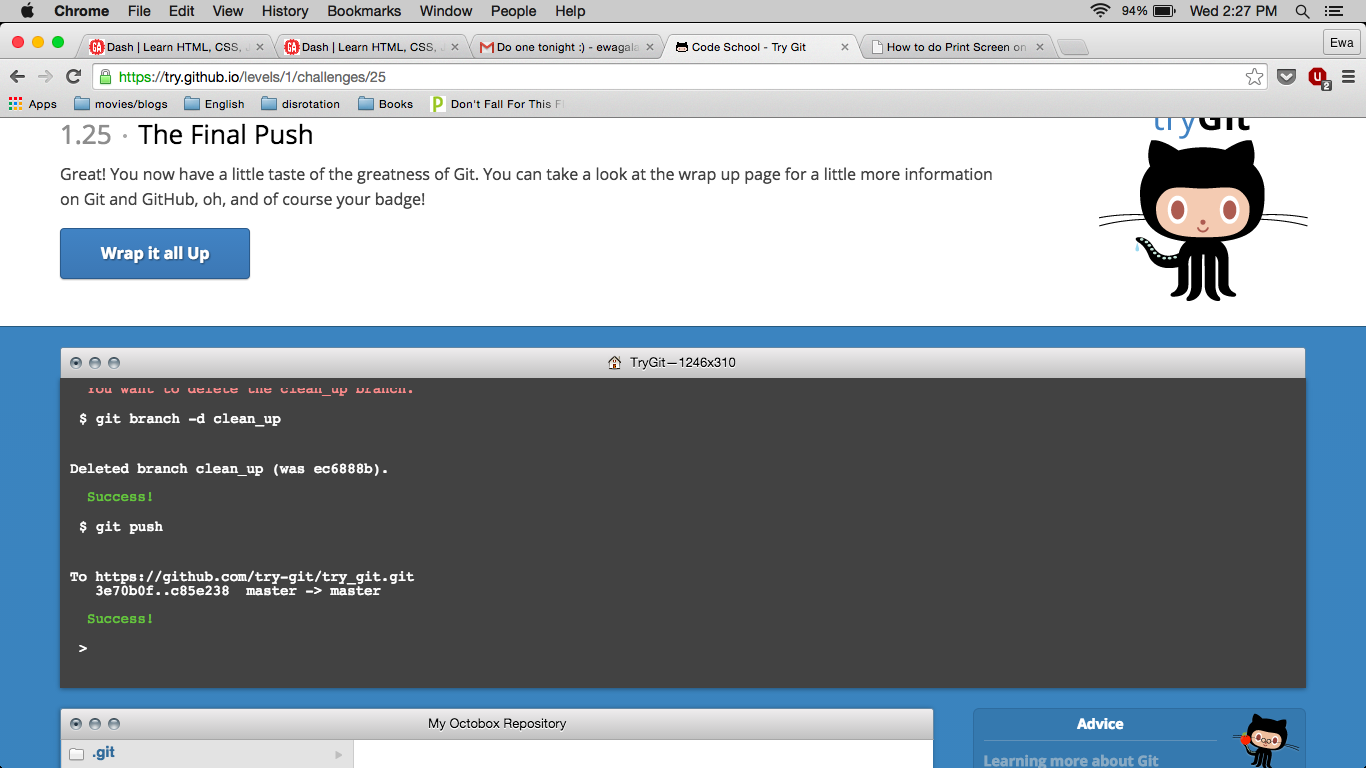 Chrome File Edit View History Bookmarks Window People Help 94% Wed 2:27 PM
Dash | Learn HTML, CSS, Dash | Learn HTML, CSS, Do one tonight :) - ewagala Code School - Try Git How to do Print Screen on Ewa
https://try.github.io/levels/1/challenges/25
Apps movies/blogs English disrotation Books Don't Fall For This
tryGit
1.25 · The Final Push
Great! You now have a little taste of the greatness of Git. You can take a look at the wrap up page for a little more information
on Git and GitHub, oh, and of course your badge!
Wrap it all Up
TryGit—1246x310
You want to delete the clean_up branch.
$ git branch -d clean_up
Deleted branch clean_up (was ec6888b).
Success!
$ git push
To https://github.com/try-git/try_git.git
3e70b0f..c85e238 master -> master
Success!
>
My Octobox Repository
.git
Advice
Learning more about Git